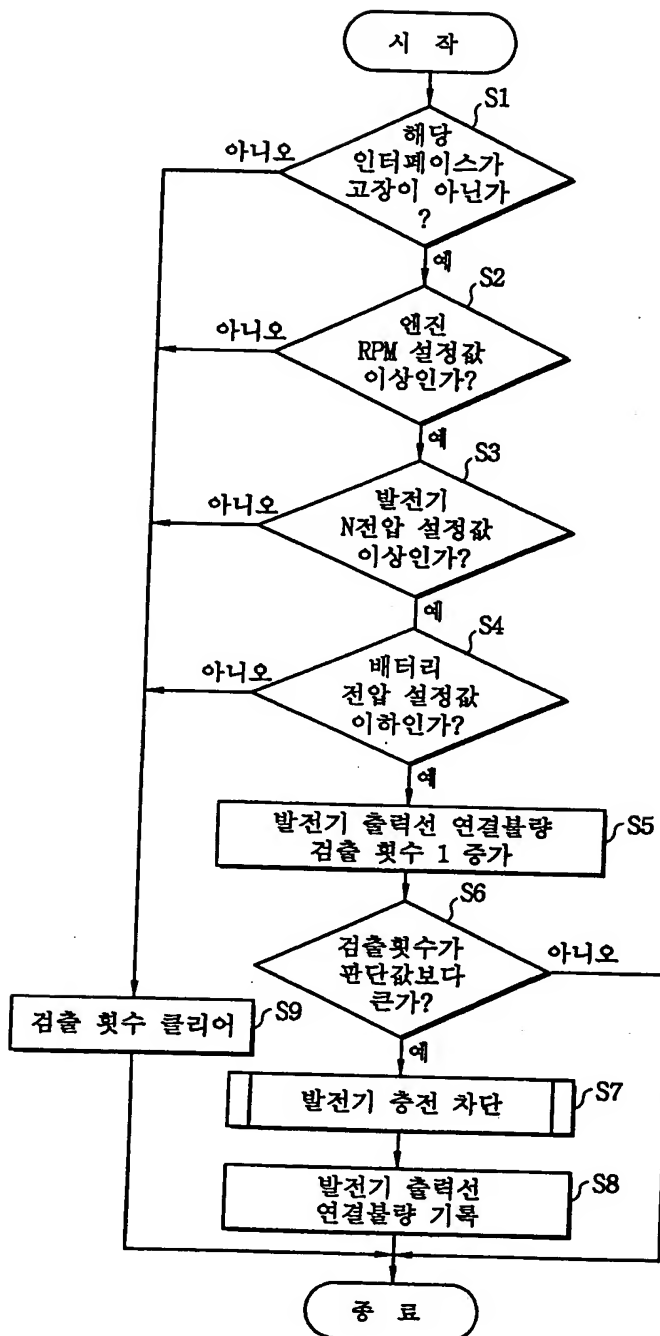 시 작
S1
해당
인터페이스가
고장이 아닌가
?
아니오
예
S2
엔진
RPM 설정값
이상인가?
아니오
예
S3
발전기
N전압 설정값
이상인가?
아니오
예
S4
배터리
전압 설정값
이하인가?
아니오
예
발전기 출력선 연결불량
검출 횟수 1 증가
S5
S6
검출횟수가
판단값보다
큰가?
아니오
예
검출 횟수 클리어
S9
발전기 충전 차단
S7
발전기 출력선
연결불량 기록
S8
종 료